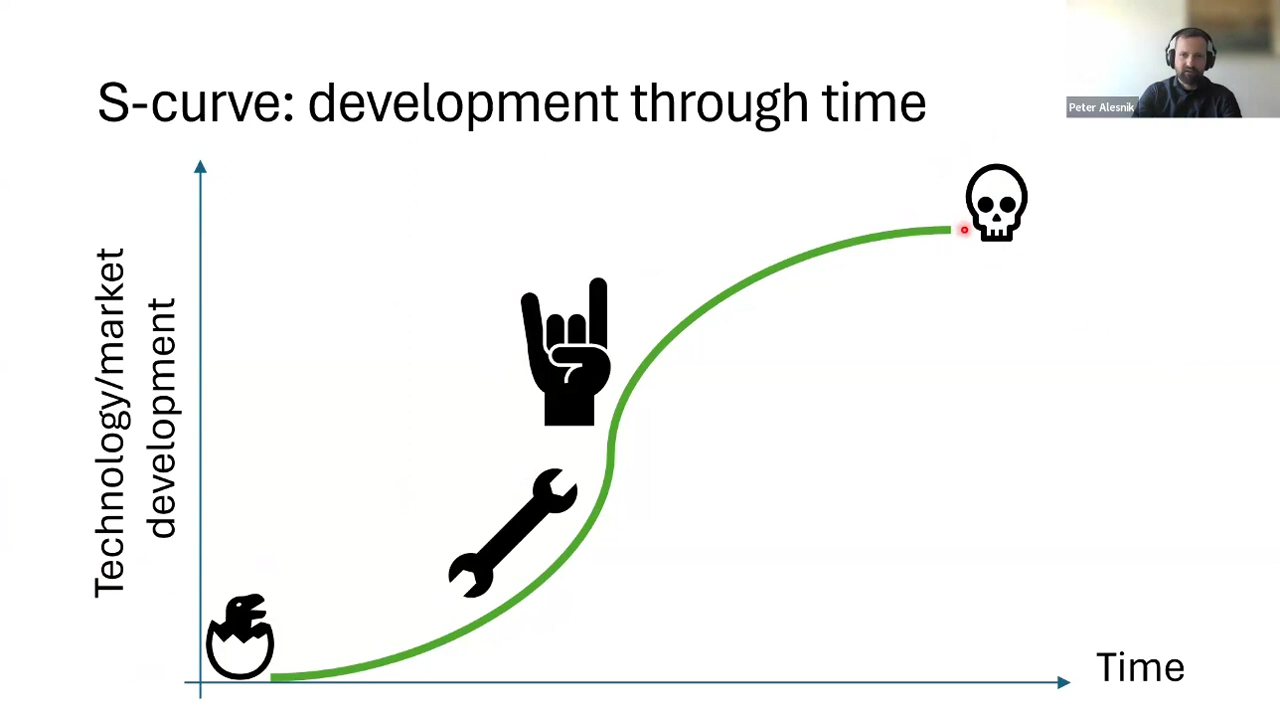 S-curve: development through time
Peter Alesnik
Technology/market
development
Time